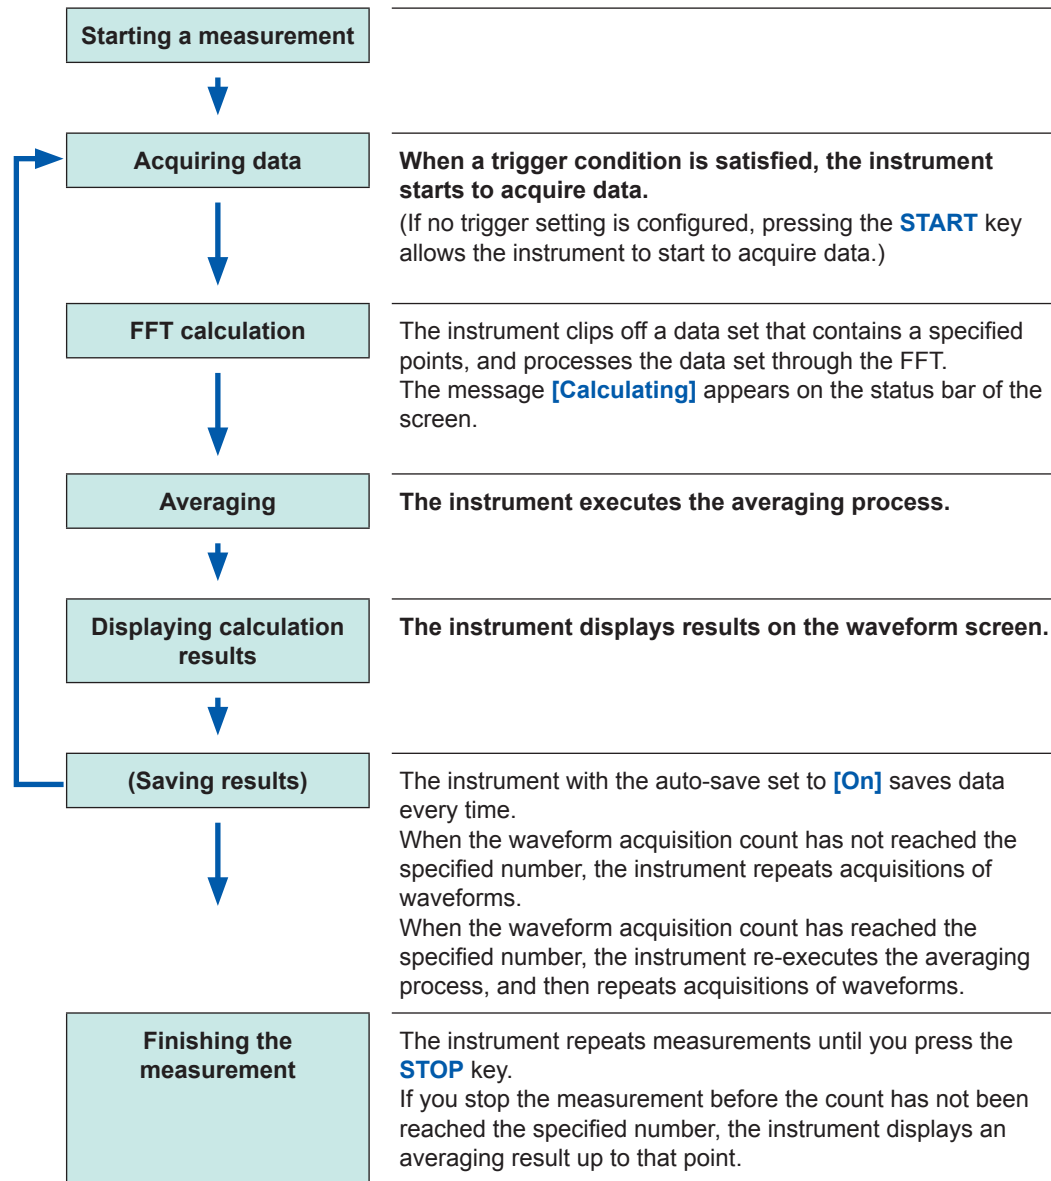 Starting a measurement
Acquiring data
When a trigger condition is satisfied, the instrument
starts to acquire data.
(If no trigger setting is configured, pressing the START key
allows the instrument to start to acquire data.)
FFT calculation
The instrument clips off a data set that contains a specified
points, and processes the data set through the FFT.
The message [Calculating] appears on the status bar of the
screen.
Averaging
The instrument executes the averaging process.
Displaying calculation
results
The instrument displays results on the waveform screen.
(Saving results)
The instrument with the auto-save set to [On] saves data
every time.
When the waveform acquisition count has not reached the
specified number, the instrument repeats acquisitions of
waveforms.
When the waveform acquisition count has reached the
specified number, the instrument re-executes the averaging
process, and then repeats acquisitions of waveforms.
Finishing the
measurement
The instrument repeats measurements until you press the
STOP key.
If you stop the measurement before the count has not been
reached the specified number, the instrument displays an
averaging result up to that point.